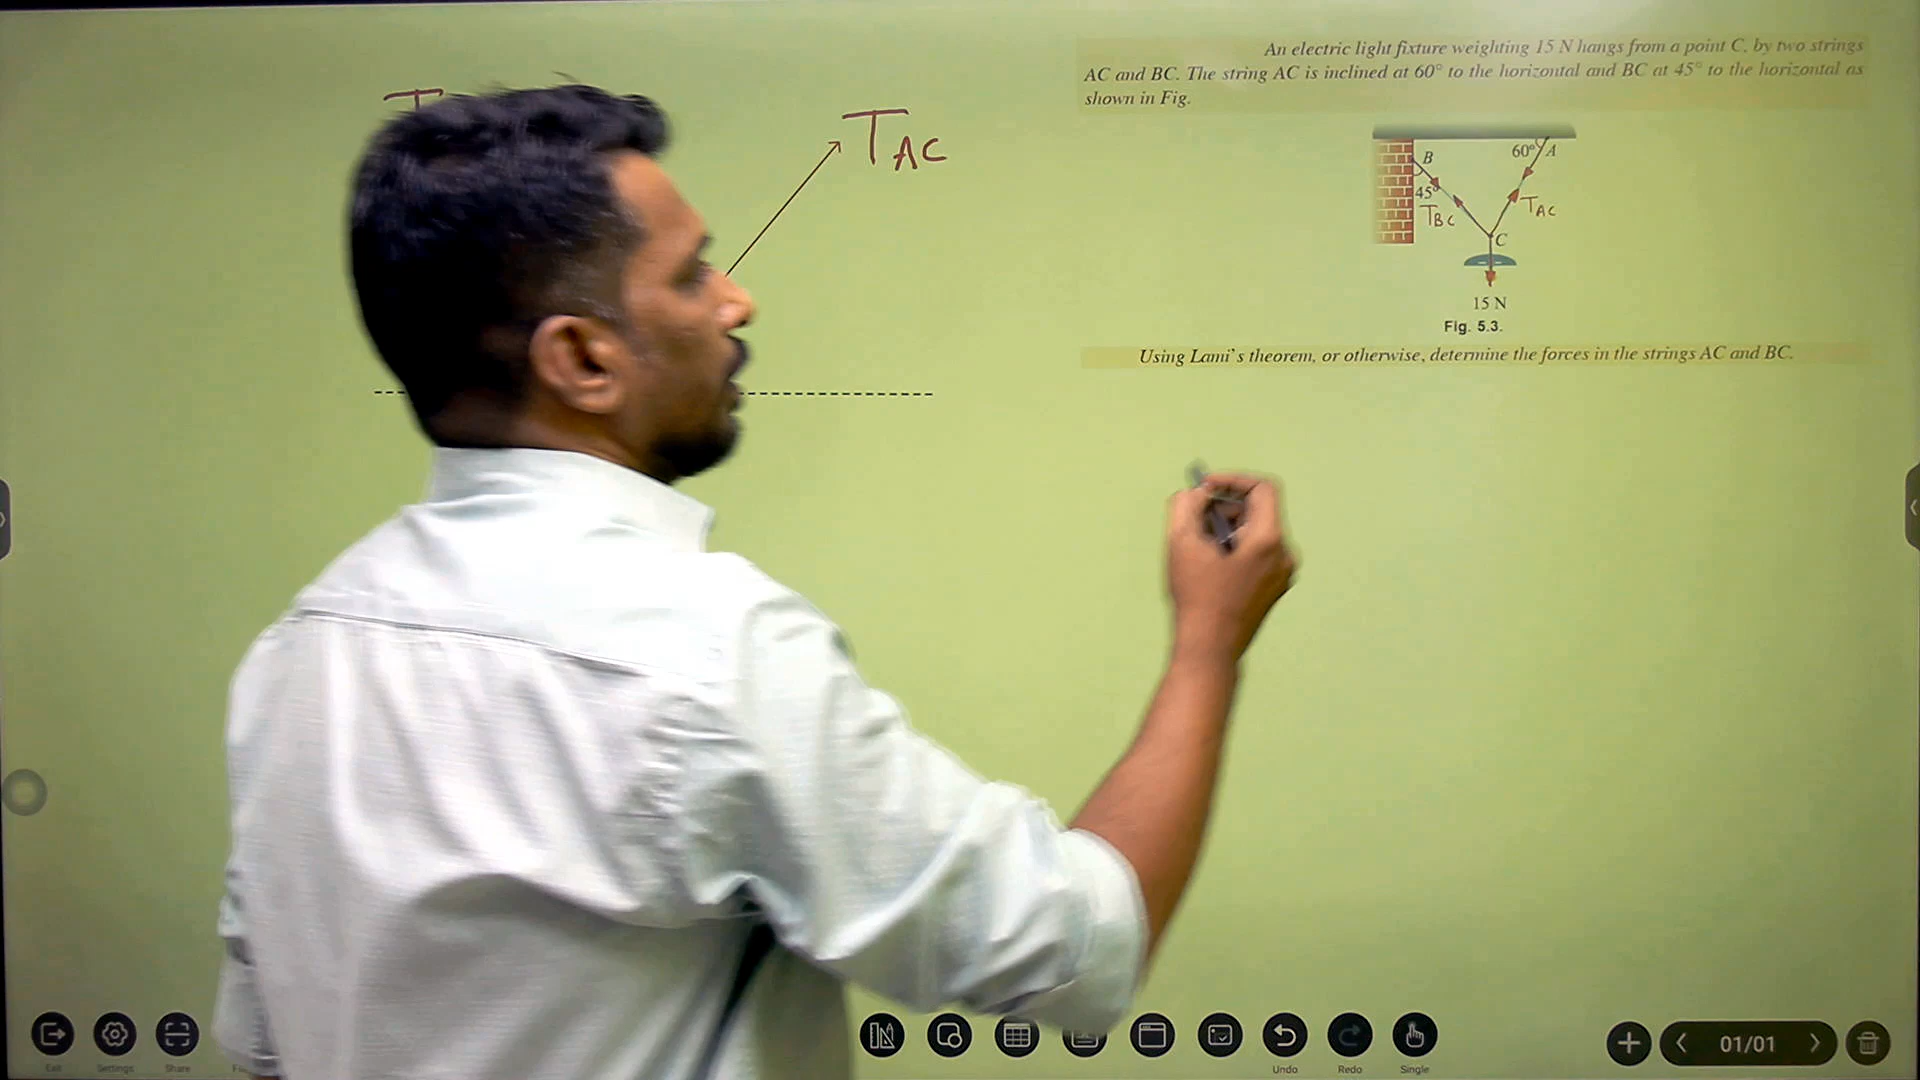 An electric light fixture weighting 15 N hangs from a point C, by two strings
AC and BC. The string AC is inclined at 60° to the horizontal and BC at 45° to the horizontal as
shown in Fig.
T
TAC
60° A
B
45°
TBC
TAC
C
15 N
Fig. 5.3.
Using Lami's theorem, or otherwise, determine the forces in the strings AC and BC.
01/01
Exit Settings Share Undo Redo Single